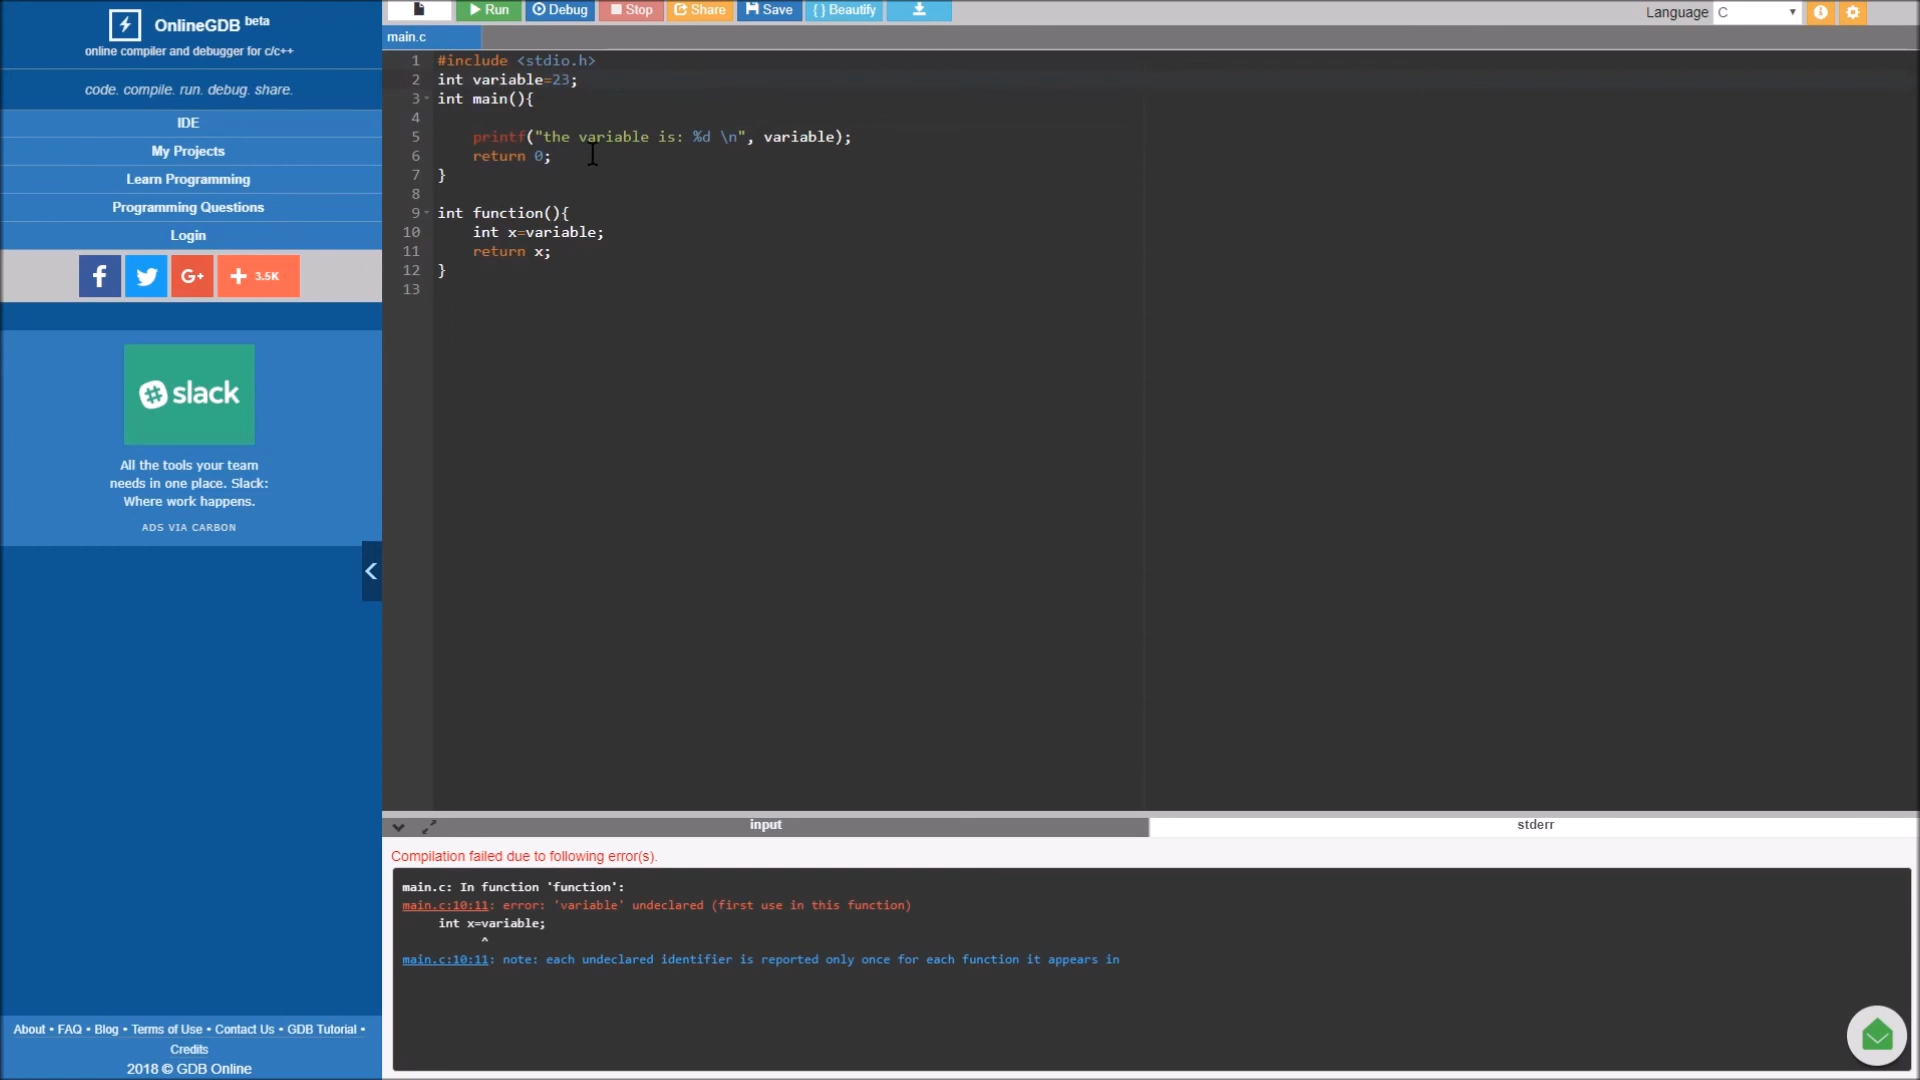 OnlineGDB beta
online compiler and debugger for c/c++
code. compile. run. debug. share.
IDE
My Projects
Learn Programming
Programming Questions
Login
f
G+
+ 3.5K
slack
All the tools your team
needs in one place. Slack:
Where work happens.
ADS VIA CARBON
About • FAQ • Blog • Terms of Use • Contact Us • GDB Tutorial •
Credits
2018 © GDB Online
Run Debug Stop Share Save { } Beautify
Language C
main.c
1 #include <stdio.h>
2 int variable=23;
3 int main(){
4
5 printf("the variable is: %d \n", variable);
6 return 0;
7 }
8
9 int function(){
10 int x=variable;
11 return x;
12 }
13
input stderr
Compilation failed due to following error(s).
main.c: In function 'function':
main.c:10:11: error: 'variable' undeclared (first use in this function)
int x=variable;
^
main.c:10:11: note: each undeclared identifier is reported only once for each function it appears in